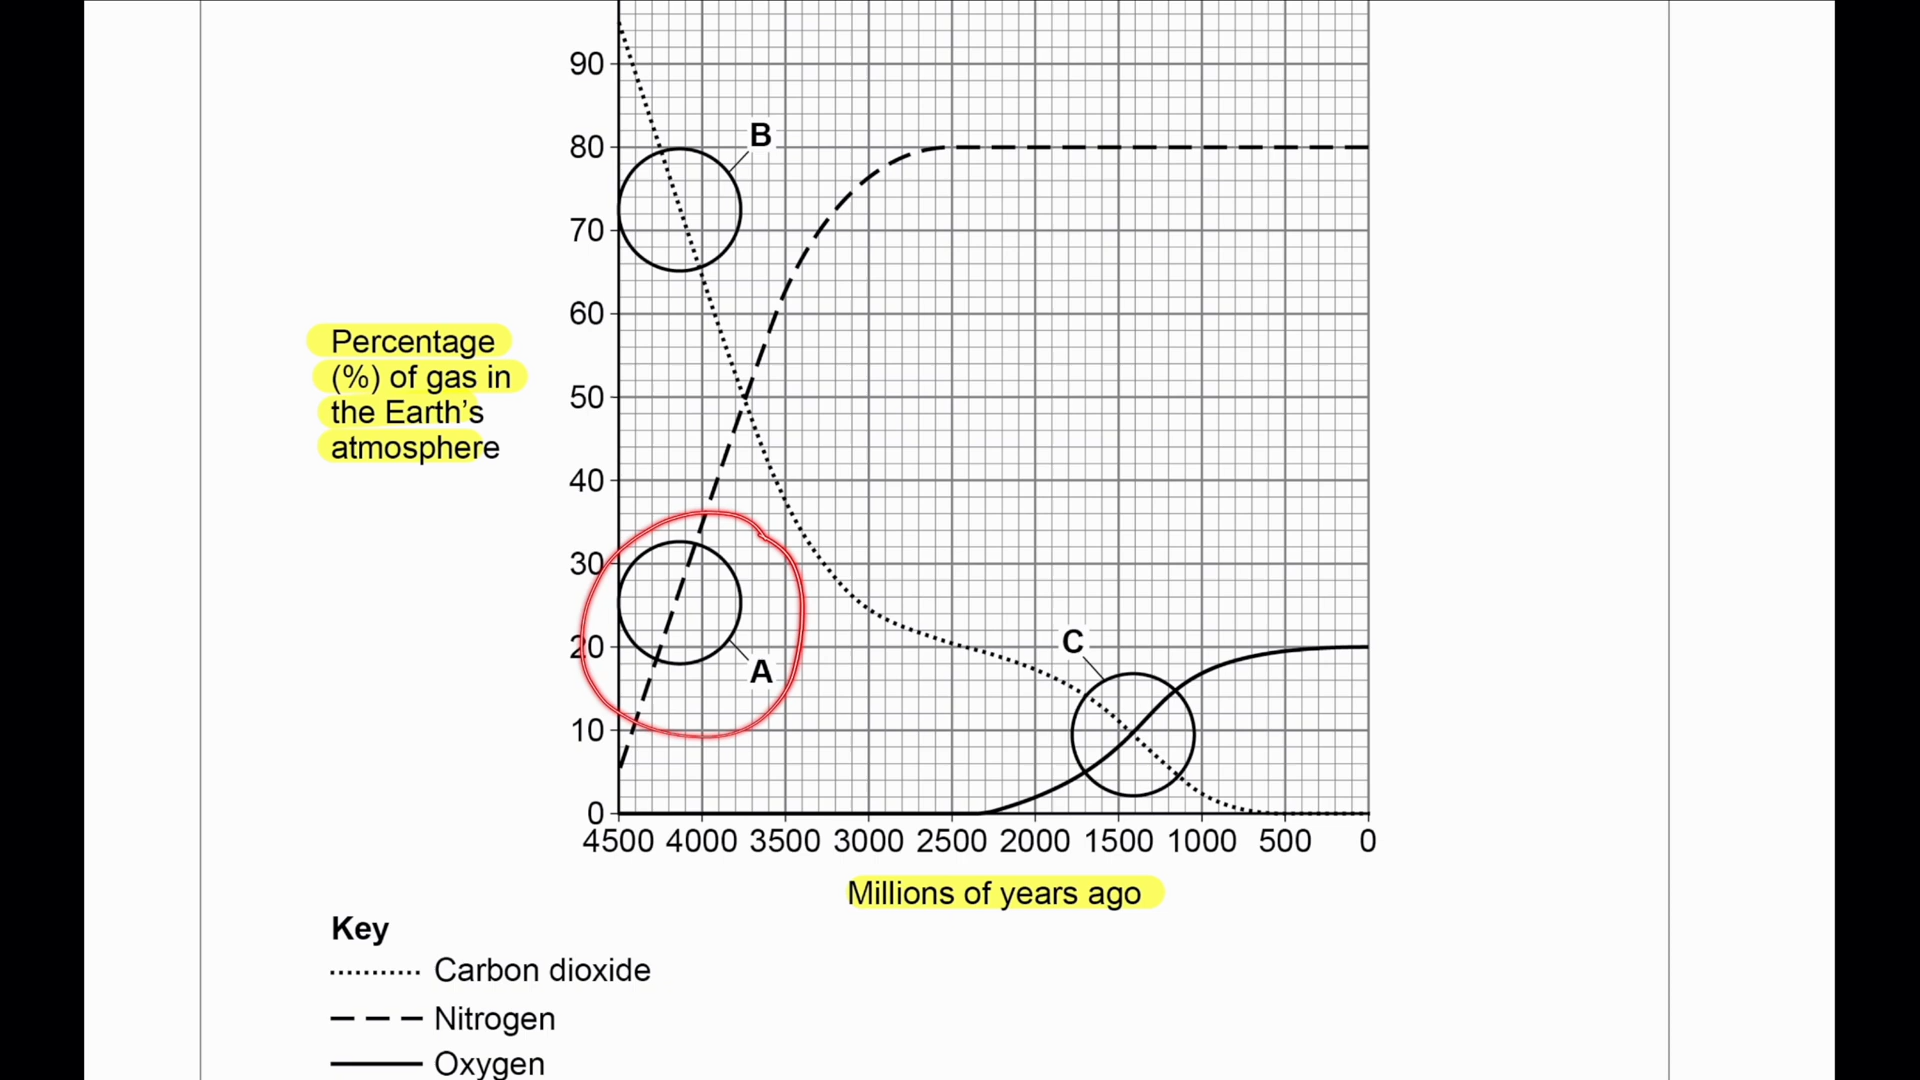 90
B
80
70
60
Percentage
(%) of gas in
the Earth's
atmosphere
50
40
30
20
A
C
10
0
4500 4000 3500 3000 2500 2000 1500 1000 500 0
Millions of years ago
Key
Carbon dioxide
Nitrogen
Oxygen